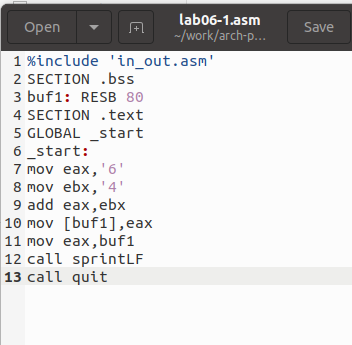 Open
lab06-1.asm
~/work/arch-p...
Save
1 %include 'in_out.asm'
2 SECTION .bss
3 buf1: RESB 80
4 SECTION .text
5 GLOBAL _start
6 _start:
7 mov eax,'6'
8 mov ebx,'4'
9 add eax,ebx
10 mov [buf1],eax
11 mov eax,buf1
12 call sprintLF
13 call quit